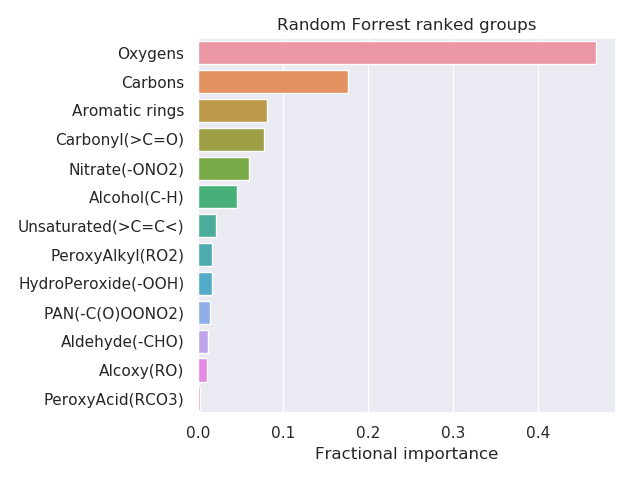 Random Forrest ranked groups
Oxygens
Carbons
Aromatic rings
Carbonyl(>C=O)
Nitrate(-ONO2)
Alcohol(C-H)
Unsaturated(>C=C<)
PeroxyAlkyl(RO2)
HydroPeroxide(-OOH)
PAN(-C(O)OONO2)
Aldehyde(-CHO)
Alcoxy(RO)
PeroxyAcid(RCO3)
0.0 0.1 0.2 0.3 0.4
Fractional importance